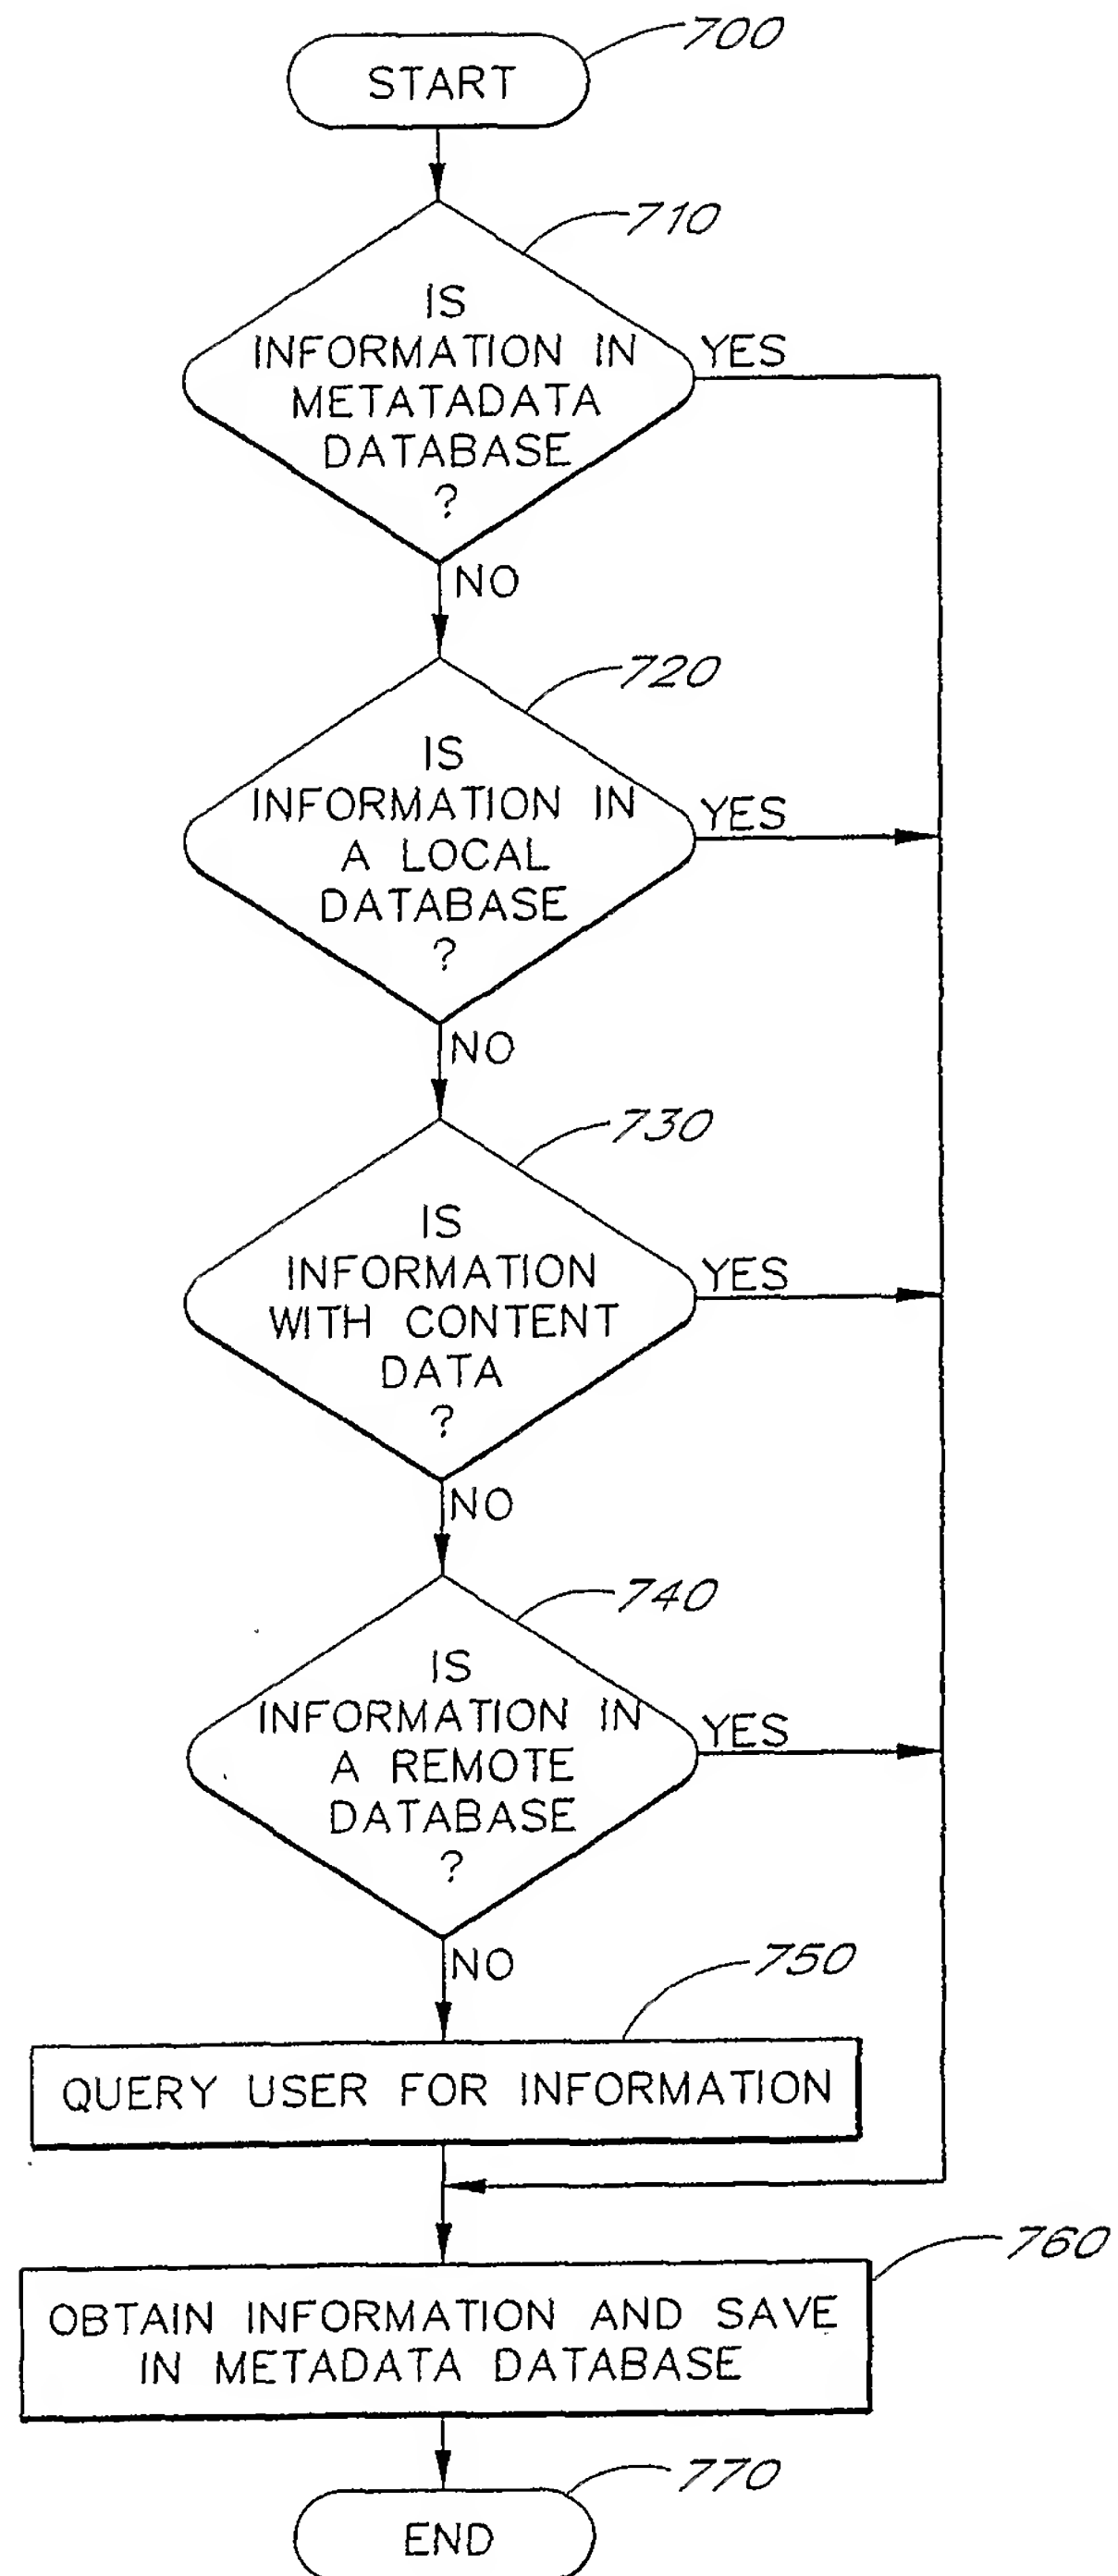 700
START
710
IS
INFORMATION IN
METATADATA
DATABASE
?
YES
NO
720
IS
INFORMATION IN
A LOCAL
DATABASE
?
YES
NO
730
IS
INFORMATION
WITH CONTENT
DATA
?
YES
NO
740
IS
INFORMATION IN
A REMOTE
DATABASE
?
YES
NO
750
QUERY USER FOR INFORMATION
760
OBTAIN INFORMATION AND SAVE
IN METADATA DATABASE
770
END